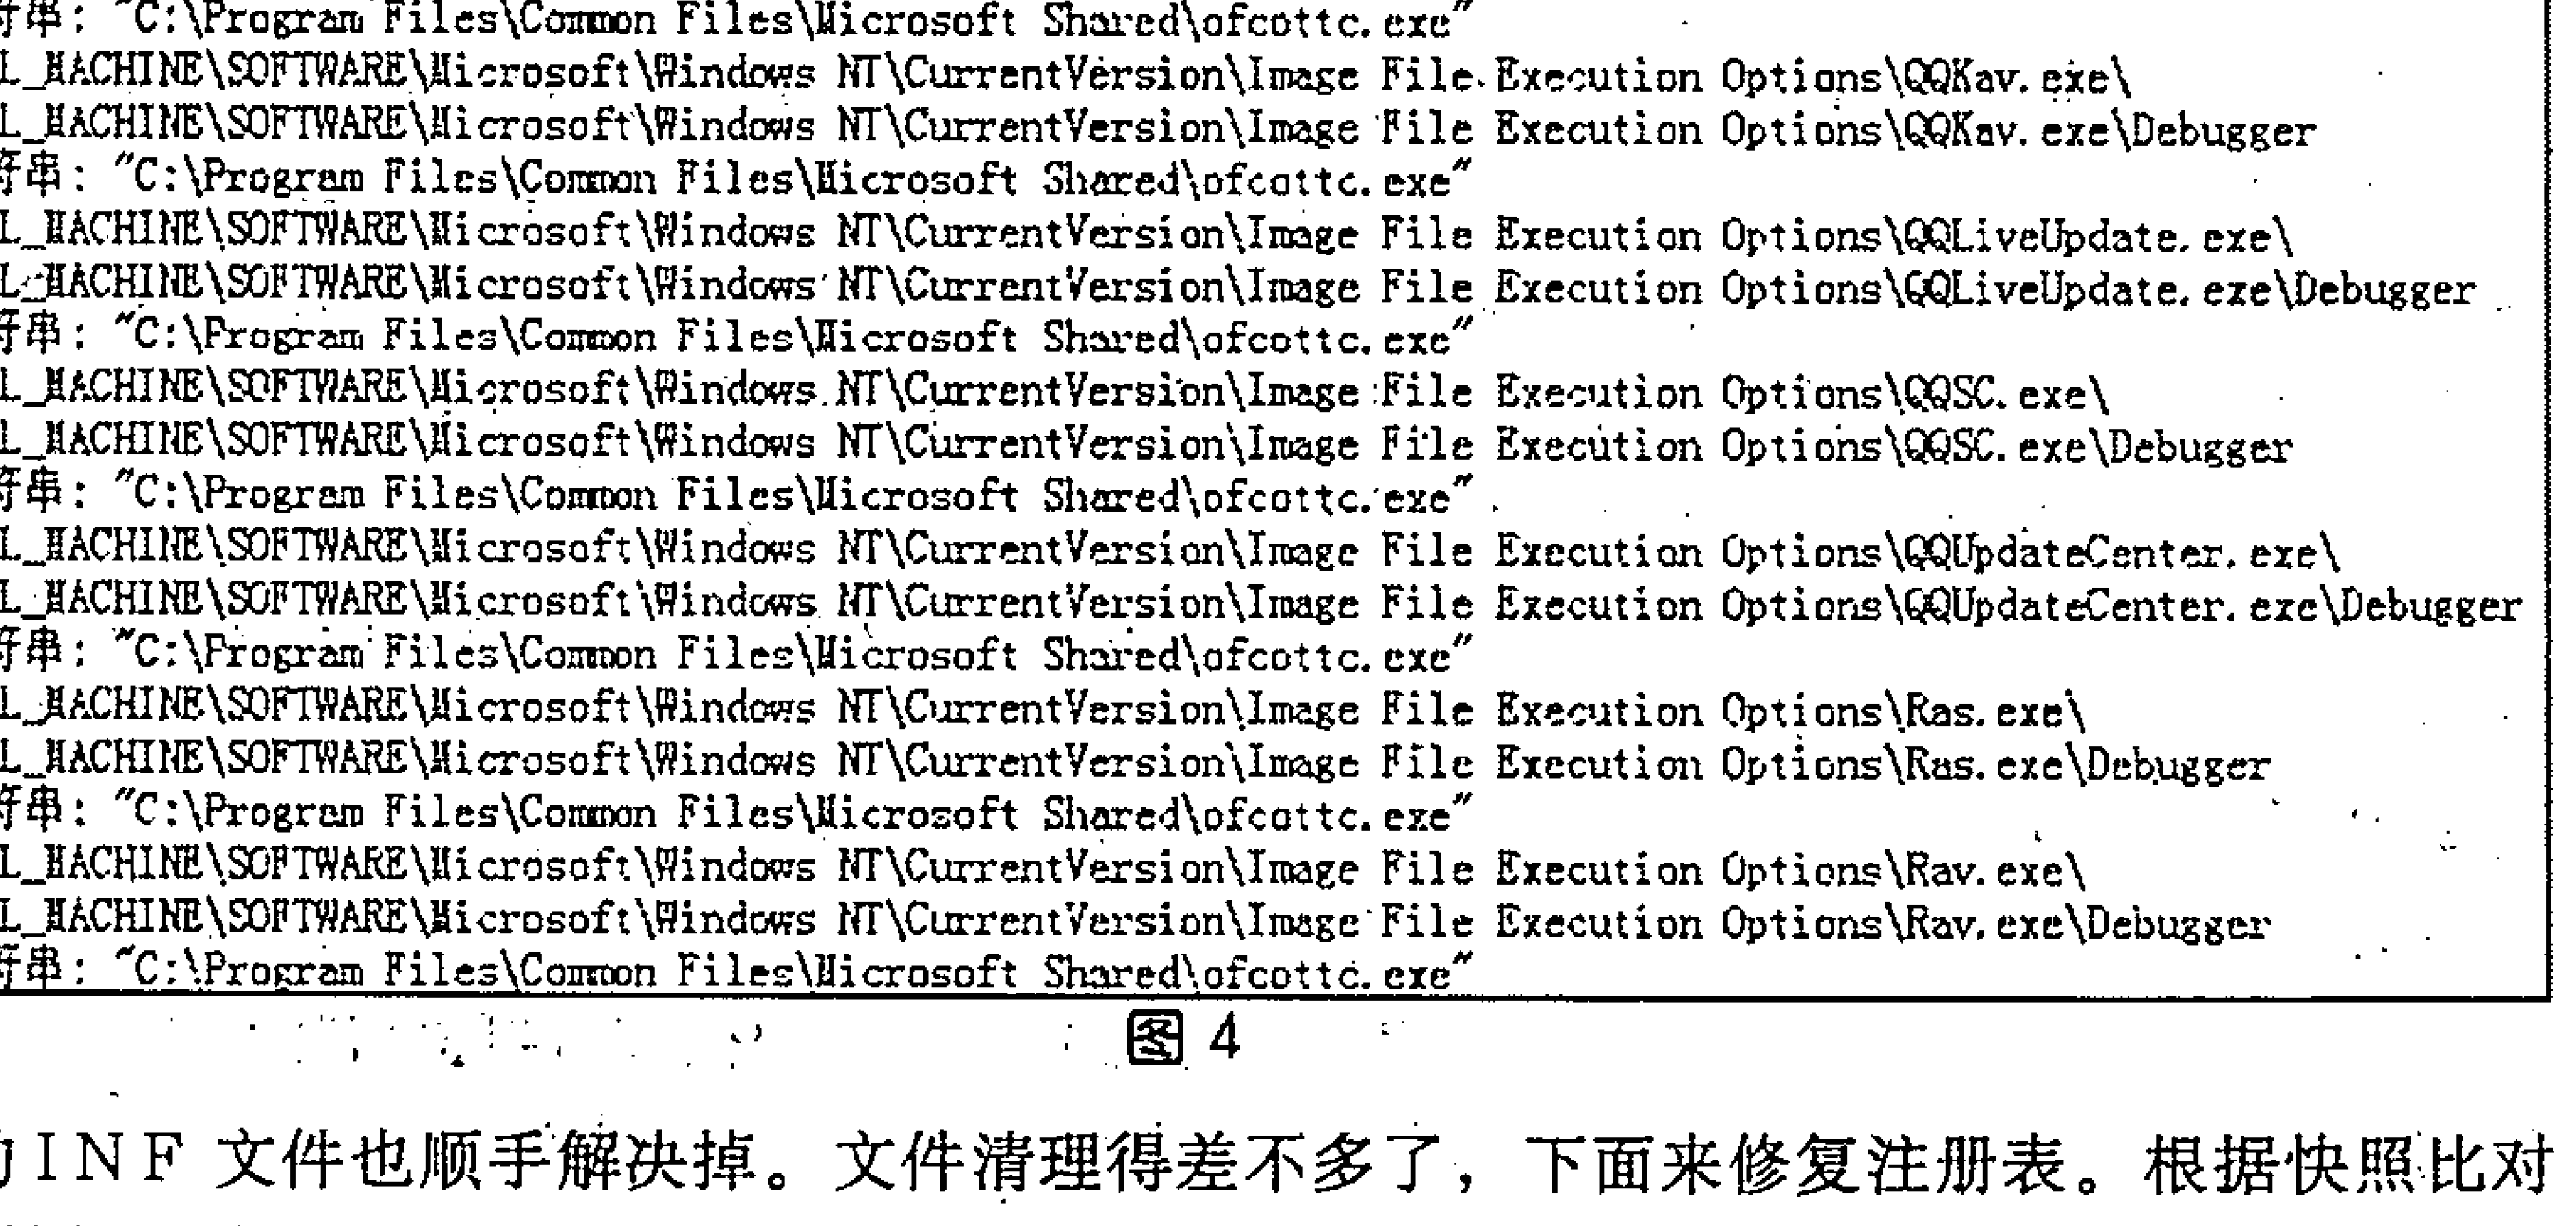 字符串: "C:\Program Files\Common Files\Microsoft Shared\ofcottc.exe"
L_MACHINE\SOFTWARE\Microsoft\Windows NT\CurrentVersion\Image File Execution Options\QQKav.exe\
L_MACHINE\SOFTWARE\Microsoft\Windows NT\CurrentVersion\Image File Execution Options\QQKav.exe\Debugger
符串: "C:\Program Files\Common Files\Microsoft Shared\ofcottc.exe"
L_MACHINE\SOFTWARE\Microsoft\Windows NT\CurrentVersion\Image File Execution Options\QQLiveUpdate.exe\
L_MACHINE\SOFTWARE\Microsoft\Windows NT\CurrentVersion\Image File Execution Options\QQLiveUpdate.exe\Debugger
符串: "C:\Program Files\Common Files\Microsoft Shared\ofcottc.exe"
L_MACHINE\SOFTWARE\Microsoft\Windows NT\CurrentVersion\Image File Execution Options\QQSC.exe\
L_MACHINE\SOFTWARE\Microsoft\Windows NT\CurrentVersion\Image File Execution Options\QQSC.exe\Debugger
符串: "C:\Program Files\Common Files\Microsoft Shared\ofcottc.exe"
L_MACHINE\SOFTWARE\Microsoft\Windows NT\CurrentVersion\Image File Execution Options\QQUpdateCenter.exe\
L_MACHINE\SOFTWARE\Microsoft\Windows NT\CurrentVersion\Image File Execution Options\QQUpdateCenter.exe\Debugger
符串: "C:\Program Files\Common Files\Microsoft Shared\ofcottc.exe"
L_MACHINE\SOFTWARE\Microsoft\Windows NT\CurrentVersion\Image File Execution Options\Ras.exe\
L_MACHINE\SOFTWARE\Microsoft\Windows NT\CurrentVersion\Image File Execution Options\Ras.exe\Debugger
符串: "C:\Program Files\Common Files\Microsoft Shared\ofcottc.exe"
L_MACHINE\SOFTWARE\Microsoft\Windows NT\CurrentVersion\Image File Execution Options\Rav.exe\
L_MACHINE\SOFTWARE\Microsoft\Windows NT\CurrentVersion\Image File Execution Options\Rav.exe\Debugger
符串: "C:\Program Files\Common Files\Microsoft Shared\ofcottc.exe"
图 4
INF 文件也顺手解决掉。文件清理得差不多了，下面来修复注册表。根据快照比对